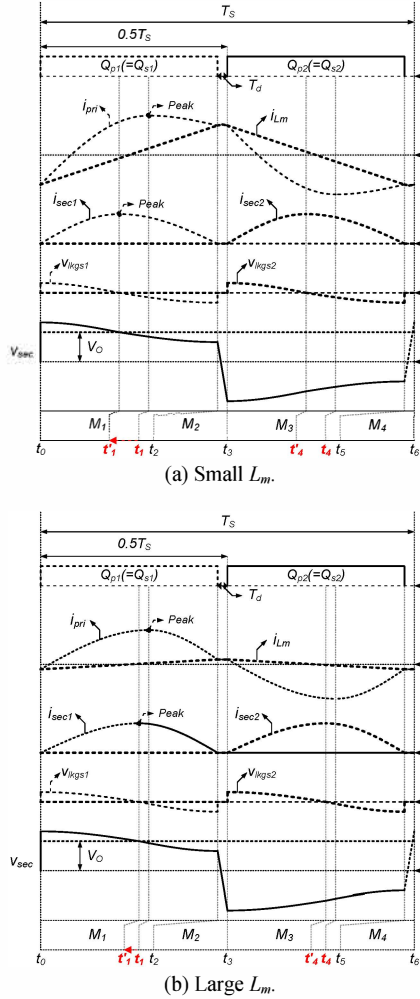 T_S
0.5T_S
Q_p1(=Q_s1) Q_p2(=Q_s2)
T_d
i_pri Peak i_Lm
i_sec1 Peak i_sec2
v_lkgs1 v_lkgs2
V_sec V_O
M_1 M_2 M_3 M_4
t_0 t'_1 t_1 t_2 t_3 t'_4 t_4 t_5 t_6
(a) Small L_m.
T_S
0.5T_S
Q_p1(=Q_s1) Q_p2(=Q_s2)
T_d
i_pri Peak i_Lm
i_sec1 Peak i_sec2
v_lkgs1 v_lkgs2
V_sec V_O
M_1 M_2 M_3 M_4
t_0 t'_1 t_1 t_2 t_3 t'_4 t_4 t_5 t_6
(b) Large L_m.